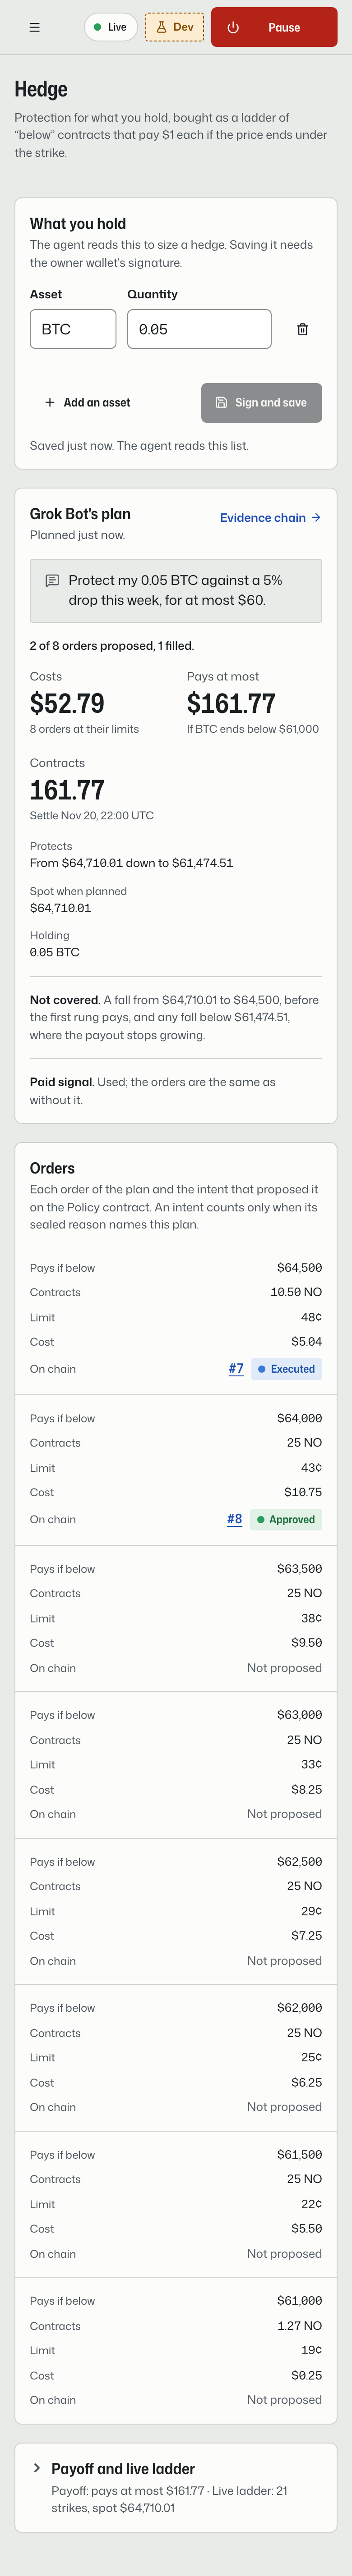 Live
Dev
Pause
Hedge
Protection for what you hold, bought as a ladder of
“below” contracts that pay $1 each if the price ends under
the strike.
What you hold
The agent reads this to size a hedge. Saving it needs
the owner wallet's signature.
Asset
Quantity
BTC
0.05
Add an asset
Sign and save
Saved just now. The agent reads this list.
Grok Bot's plan
Evidence chain →
Planned just now.
Protect my 0.05 BTC against a 5%
drop this week, for at most $60.
2 of 8 orders proposed, 1 filled.
Costs
$52.79
8 orders at their limits
Pays at most
$161.77
If BTC ends below $61,000
Contracts
161.77
Settle Nov 20, 22:00 UTC
Protects
From $64,710.01 down to $61,474.51
Spot when planned
$64,710.01
Holding
0.05 BTC
Not covered. A fall from $64,710.01 to $64,500, before
the first rung pays, and any fall below $61,474.51,
where the payout stops growing.
Paid signal. Used; the orders are the same as
without it.
Orders
Each order of the plan and the intent that proposed it
on the Policy contract. An intent counts only when its
sealed reason names this plan.
Pays if below $64,500
Contracts 10.50 NO
Limit 48¢
Cost $5.04
On chain #7 Executed
Pays if below $64,000
Contracts 25 NO
Limit 43¢
Cost $10.75
On chain #8 Approved
Pays if below $63,500
Contracts 25 NO
Limit 38¢
Cost $9.50
On chain Not proposed
Pays if below $63,000
Contracts 25 NO
Limit 33¢
Cost $8.25
On chain Not proposed
Pays if below $62,500
Contracts 25 NO
Limit 29¢
Cost $7.25
On chain Not proposed
Pays if below $62,000
Contracts 25 NO
Limit 25¢
Cost $6.25
On chain Not proposed
Pays if below $61,500
Contracts 25 NO
Limit 22¢
Cost $5.50
On chain Not proposed
Pays if below $61,000
Contracts 1.27 NO
Limit 19¢
Cost $0.25
On chain Not proposed
Payoff and live ladder
Payoff: pays at most $161.77 · Live ladder: 21
strikes, spot $64,710.01